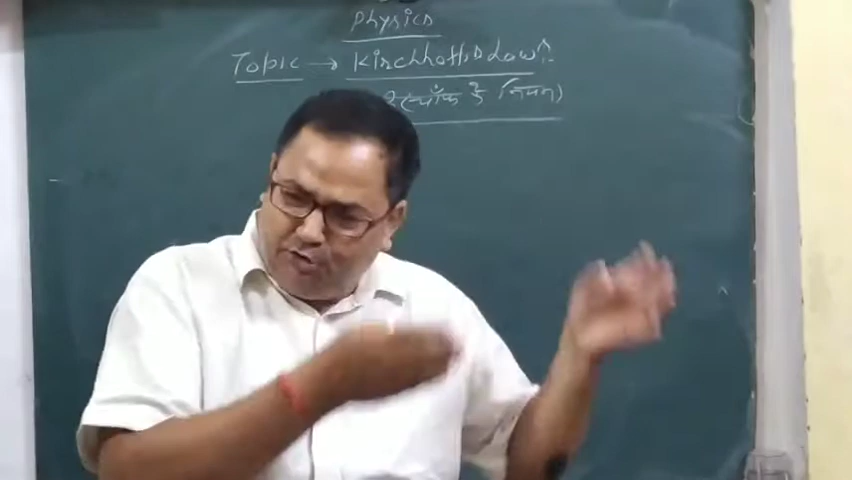 Physics
Topic → Kirchhoff's Law :
के नियम